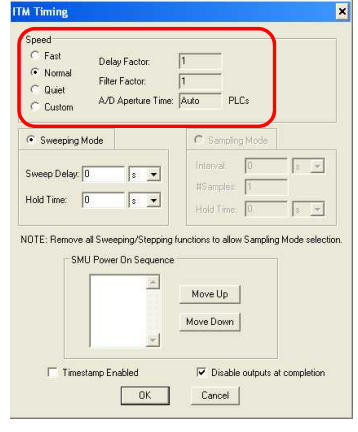 ITM Timing
Speed
Fast
Normal
Quiet
Custom
Delay Factor: 1
Filter Factor: 1
A/D Aperture Time: Auto PLCs
Sweeping Mode
Sweep Delay: 0 s
Hold Time: 0 s
Sampling Mode
Interval: 0 s
#Samples: 1
Hold Time: 0 s
NOTE: Remove all Sweeping/Stepping functions to allow Sampling Mode selection.
SMU Power On Sequence
Move Up
Move Down
Timestamp Enabled
Disable outputs at completion
OK
Cancel